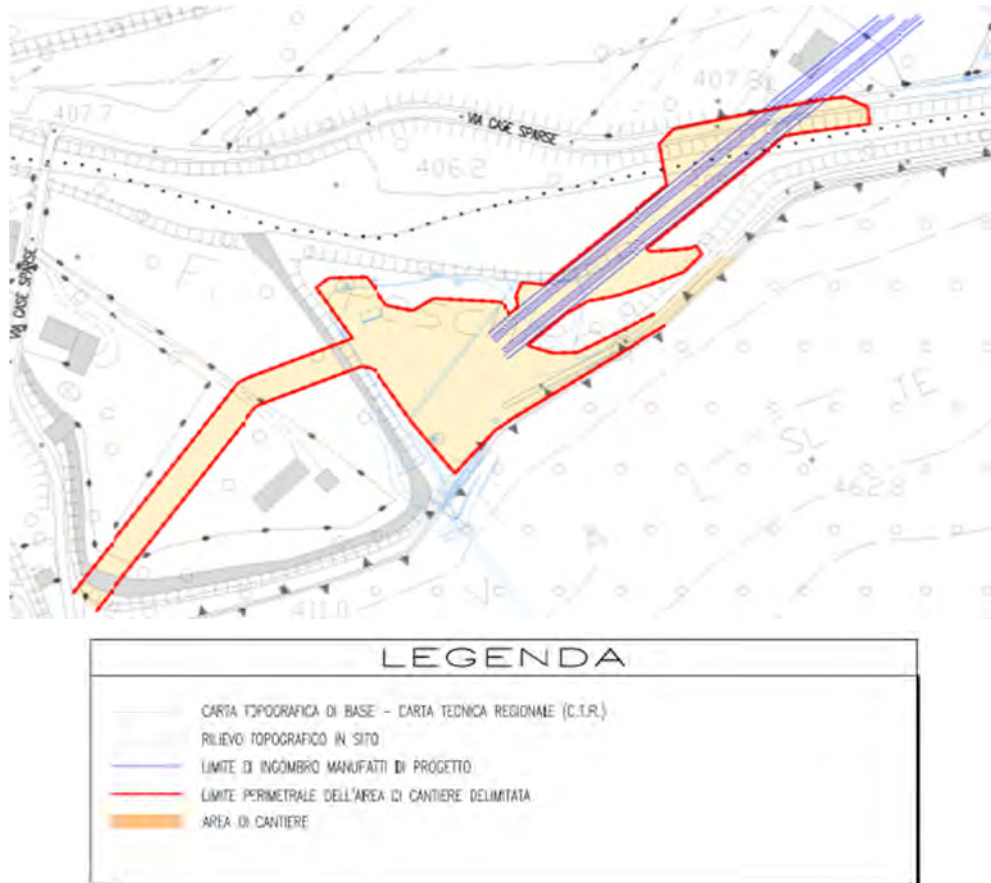 407.7
VIA CASE SPARSE
407.3
406.2
VIA CASE SPARSE
TE
SL
462.8
411.0
LEGENDA
CARTA TOPOGRAFICA DI BASE - CARTA TECNICA REGIONALE (C.T.R.)
RILIEVO TOPOGRAFICO IN SITO
LIMITE DI INGOMBRO MANUFATTI DI PROGETTO
LIMITE PERIMETRALE DELL'AREA DI CANTIERE DELIMITATA
AREA DI CANTIERE